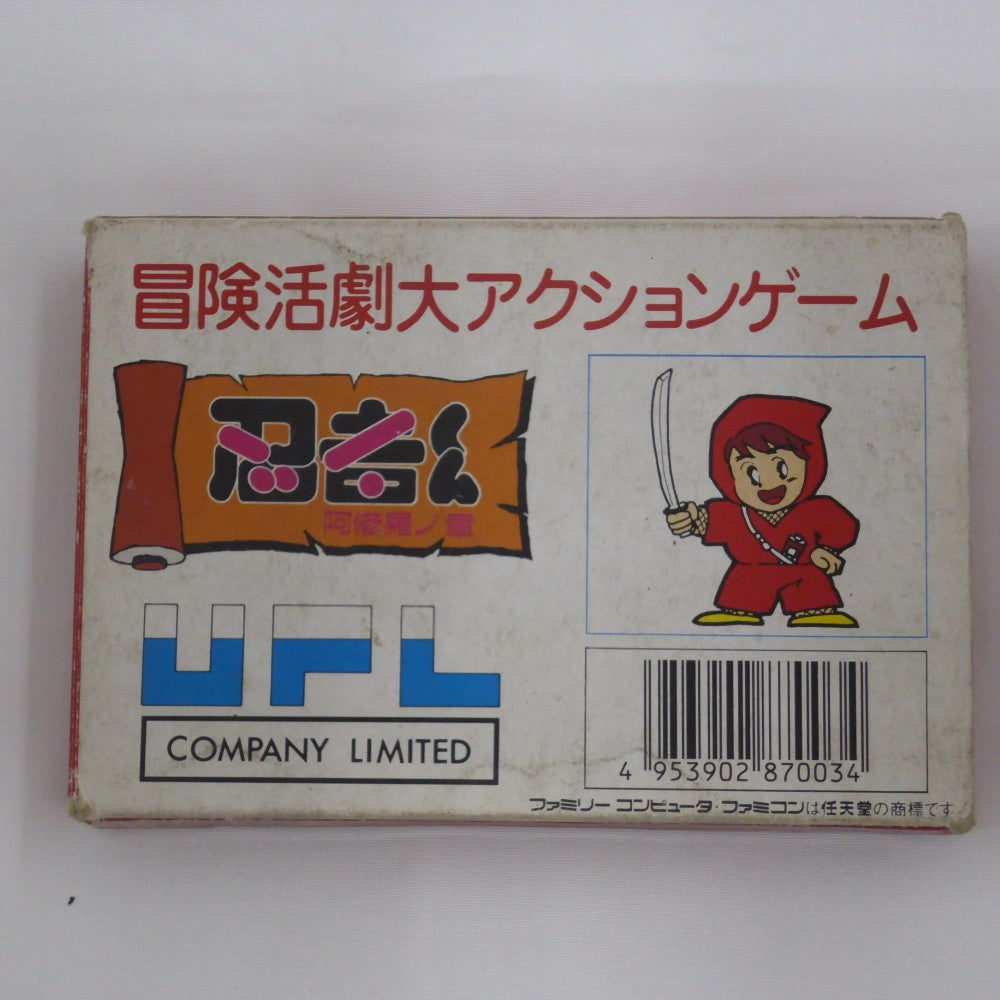 冒険活劇大アクションゲーム
忍者くん
阿修羅ノ章
UPL
COMPANY LIMITED
4 953902 870034
ファミリー コンピュータ・ファミコンは任天堂の商標です